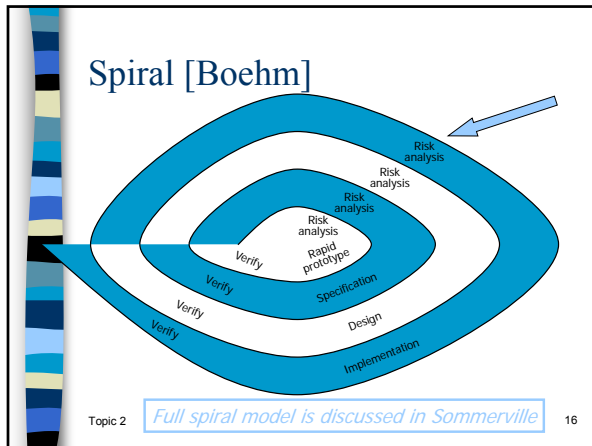 Spiral [Boehm]
Risk
analysis
Risk
analysis
Risk
analysis
Risk
analysis
Rapid
prototype
Verify
Specification
Verify
Design
Verify
Implementation
Verify
Topic 2
Full spiral model is discussed in Sommerville
16